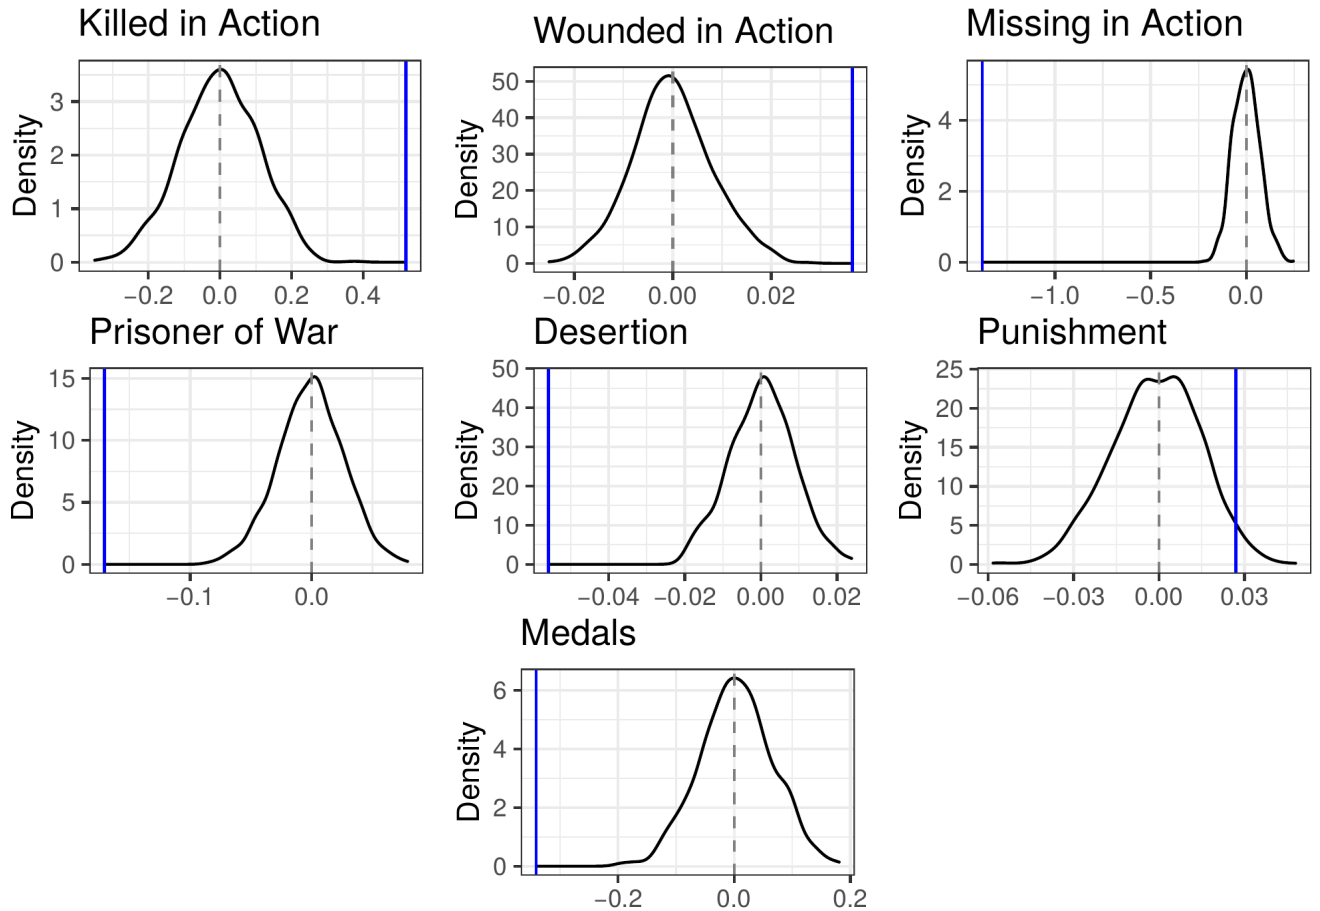 Killed in Action
Density
3
2
1
0
−0.2 0.0 0.2 0.4
Wounded in Action
Density
50
40
30
20
10
0
−0.02 0.00 0.02
Missing in Action
Density
4
2
0
−1.0 −0.5 0.0
Prisoner of War
Density
15
10
5
0
−0.1 0.0
Desertion
Density
50
40
30
20
10
0
−0.04 −0.02 0.00 0.02
Punishment
Density
25
20
15
10
5
0
−0.06 −0.03 0.00 0.03
Medals
Density
6
4
2
0
−0.2 0.0 0.2